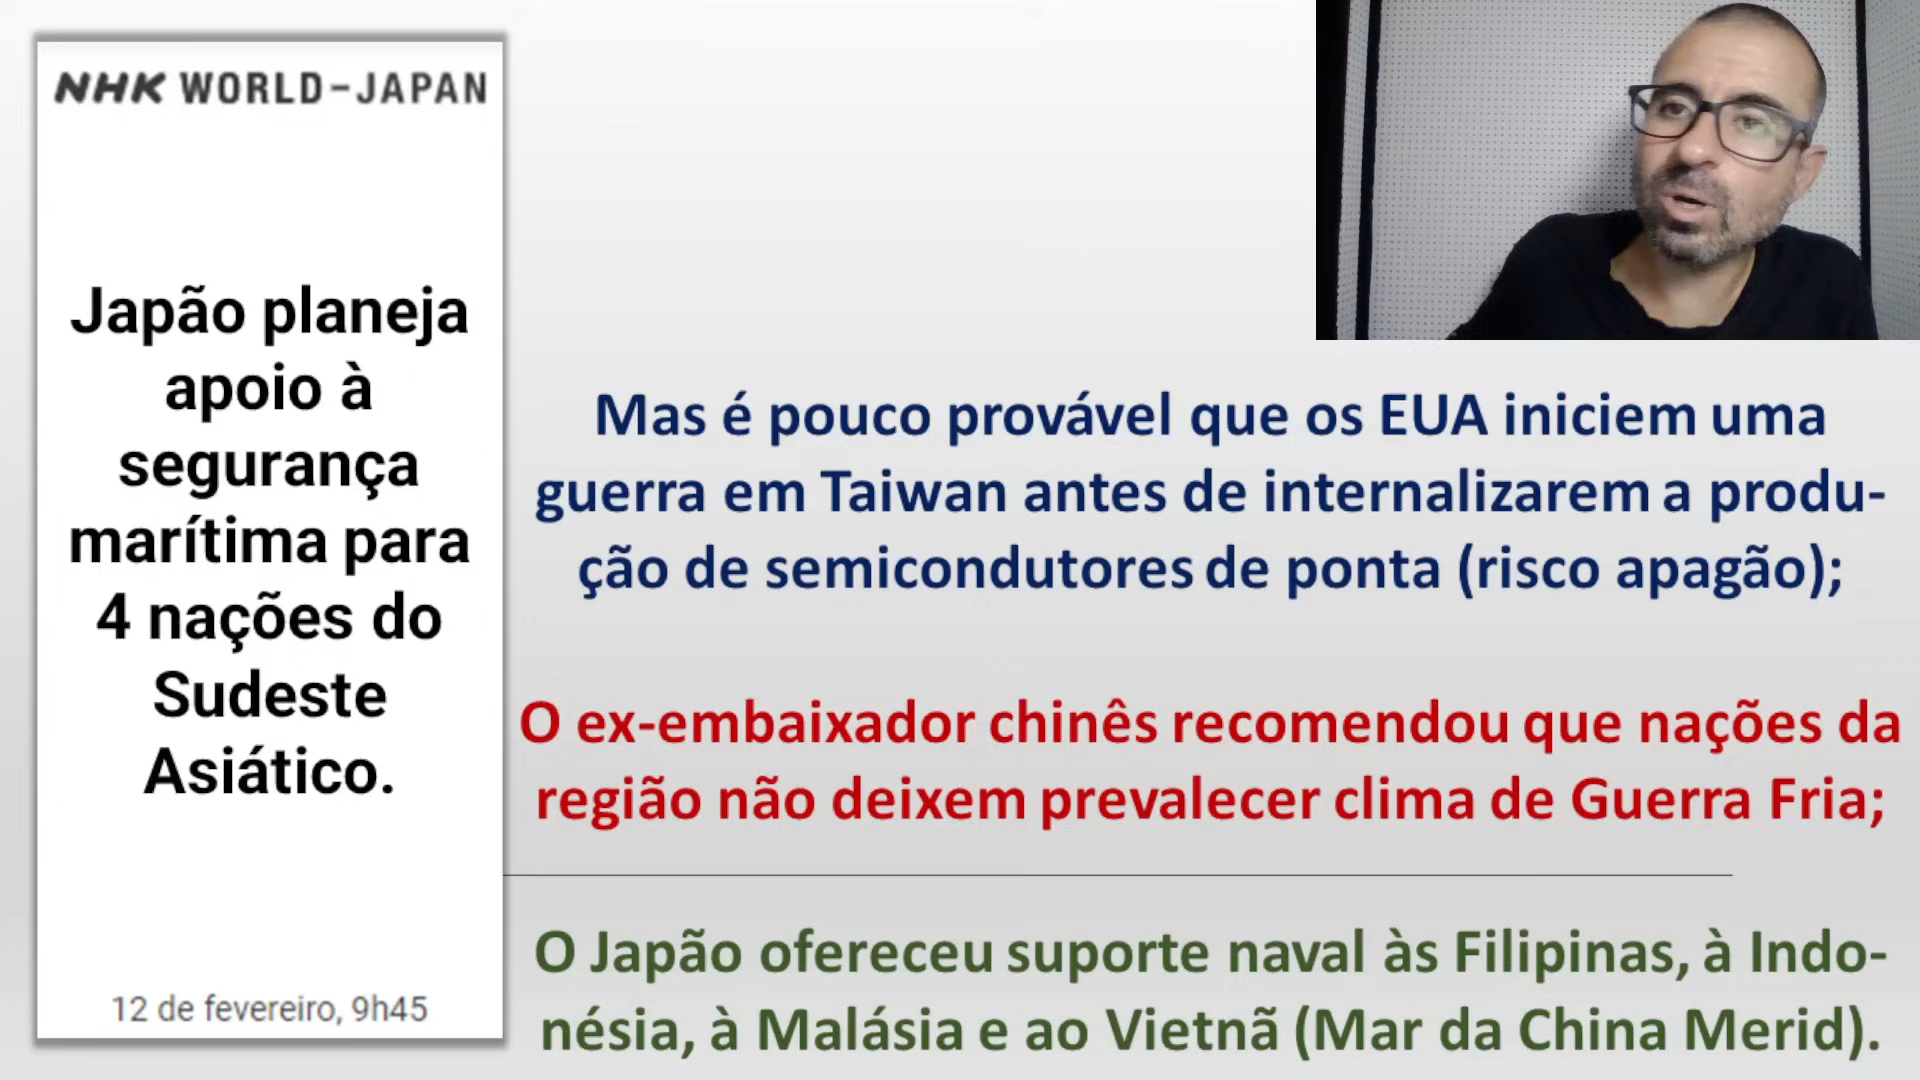 NHK WORLD-JAPAN
Japão planeja
apoio à
segurança
marítima para
4 nações do
Sudeste
Asiático.
12 de fevereiro, 9h45
Mas é pouco provável que os EUA iniciem uma
guerra em Taiwan antes de internalizarem a produ-
ção de semicondutores de ponta (risco apagão);
O ex-embaixador chinês recomendou que nações da
região não deixem prevalecer clima de Guerra Fria;
O Japão ofereceu suporte naval às Filipinas, à Indo-
nésia, à Malásia e ao Vietnã (Mar da China Merid).